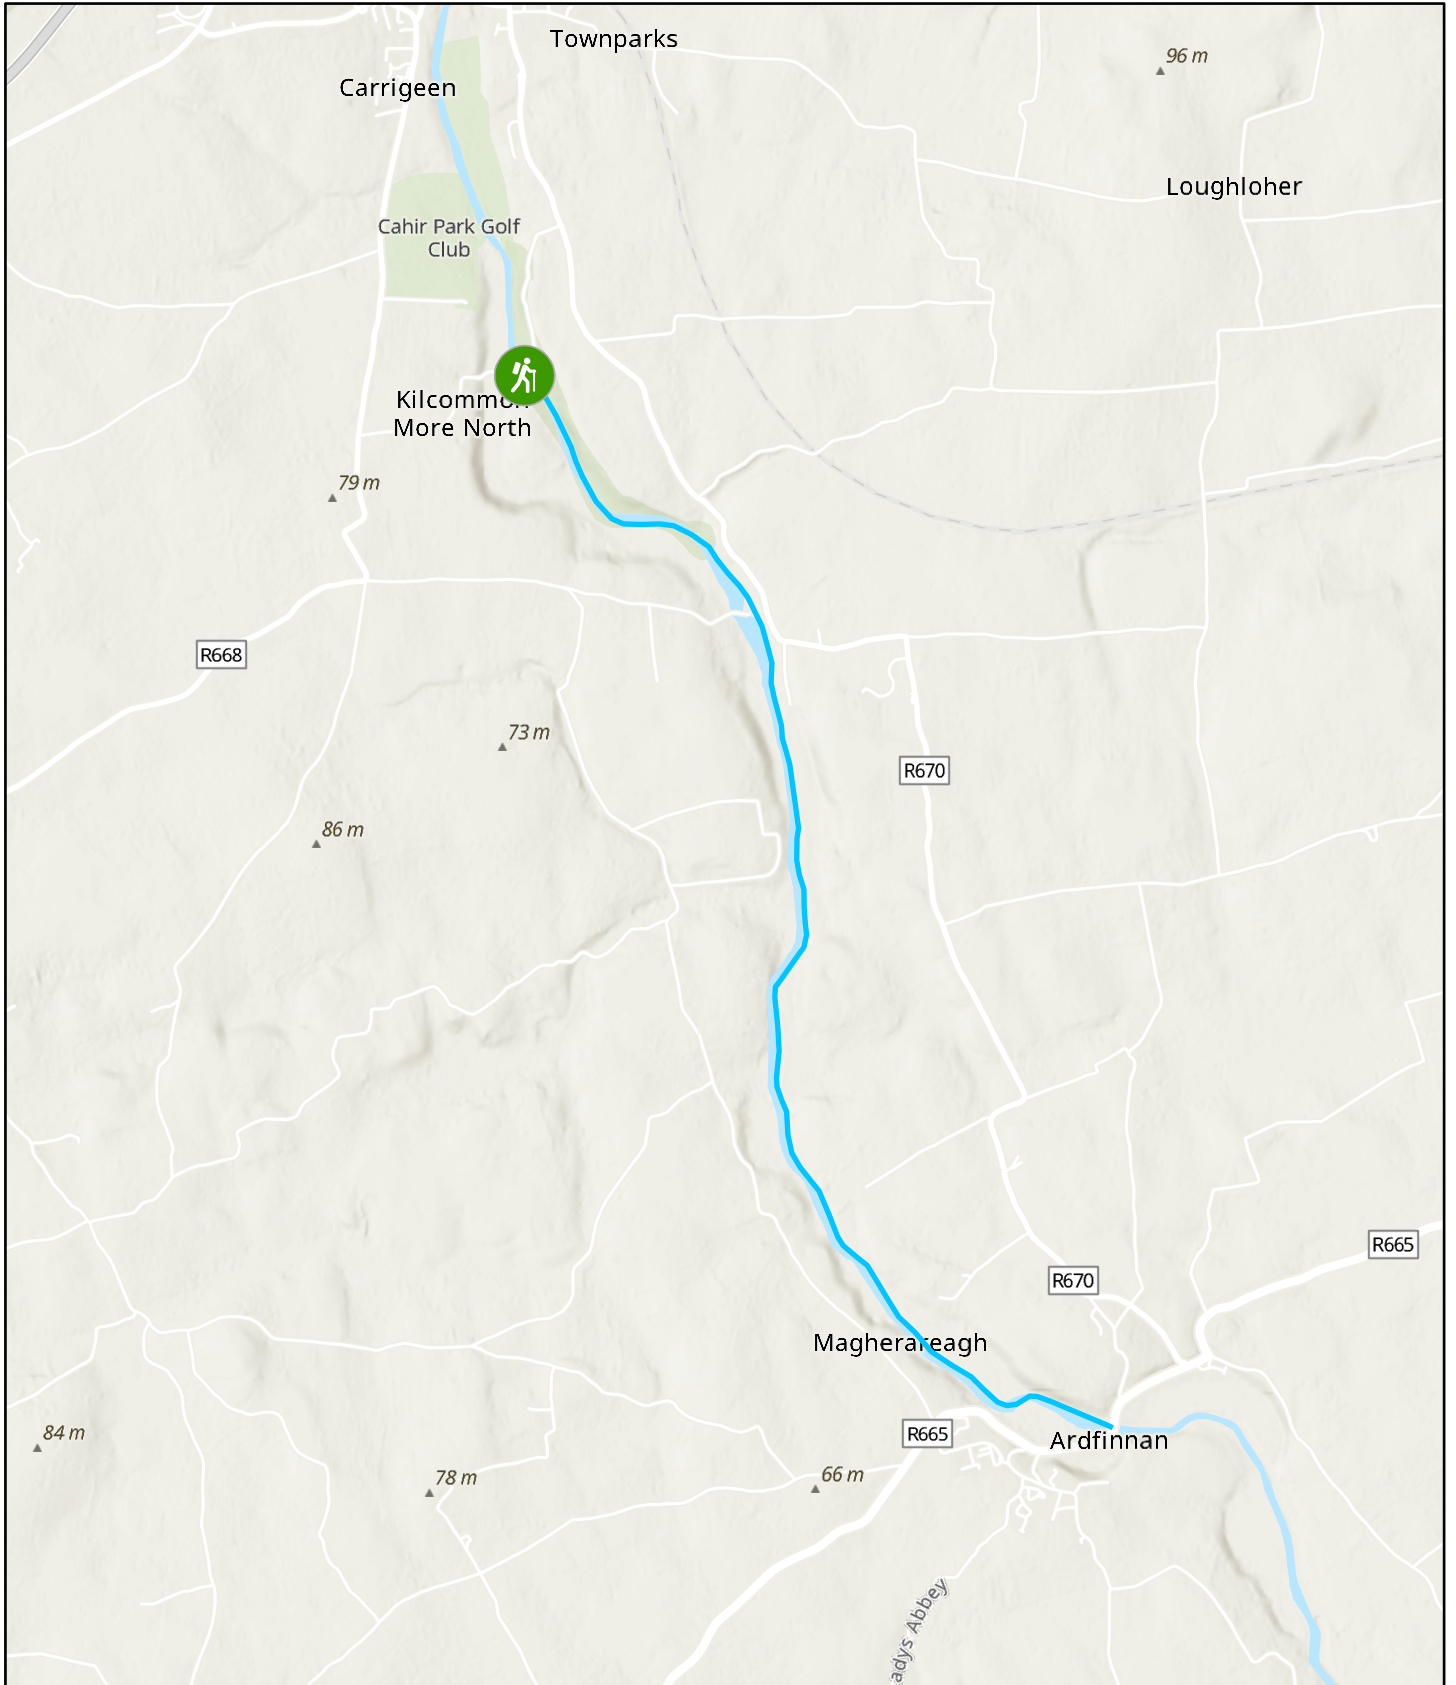 Townparks
96 m
Carrigeen
Loughloher
Cahir Park Golf
Club
Kilcommon
More North
79 m
R668
73 m
R670
86 m
R665
R670
Magherareagh
84 m
R665
Ardfinnan
78 m
66 m
adys Abbey